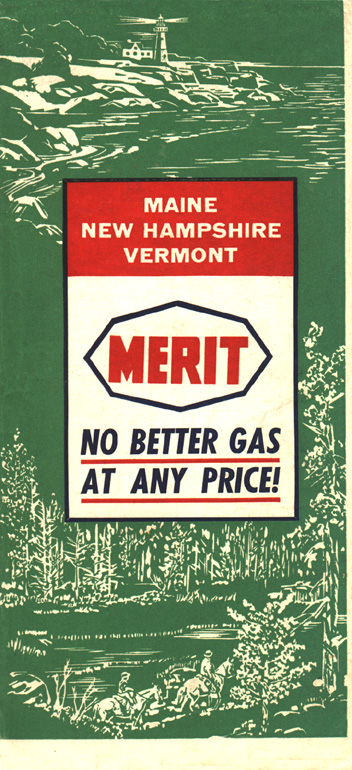 MAINE
NEW HAMPSHIRE
VERMONT
MERIT
NO BETTER GAS
AT ANY PRICE!